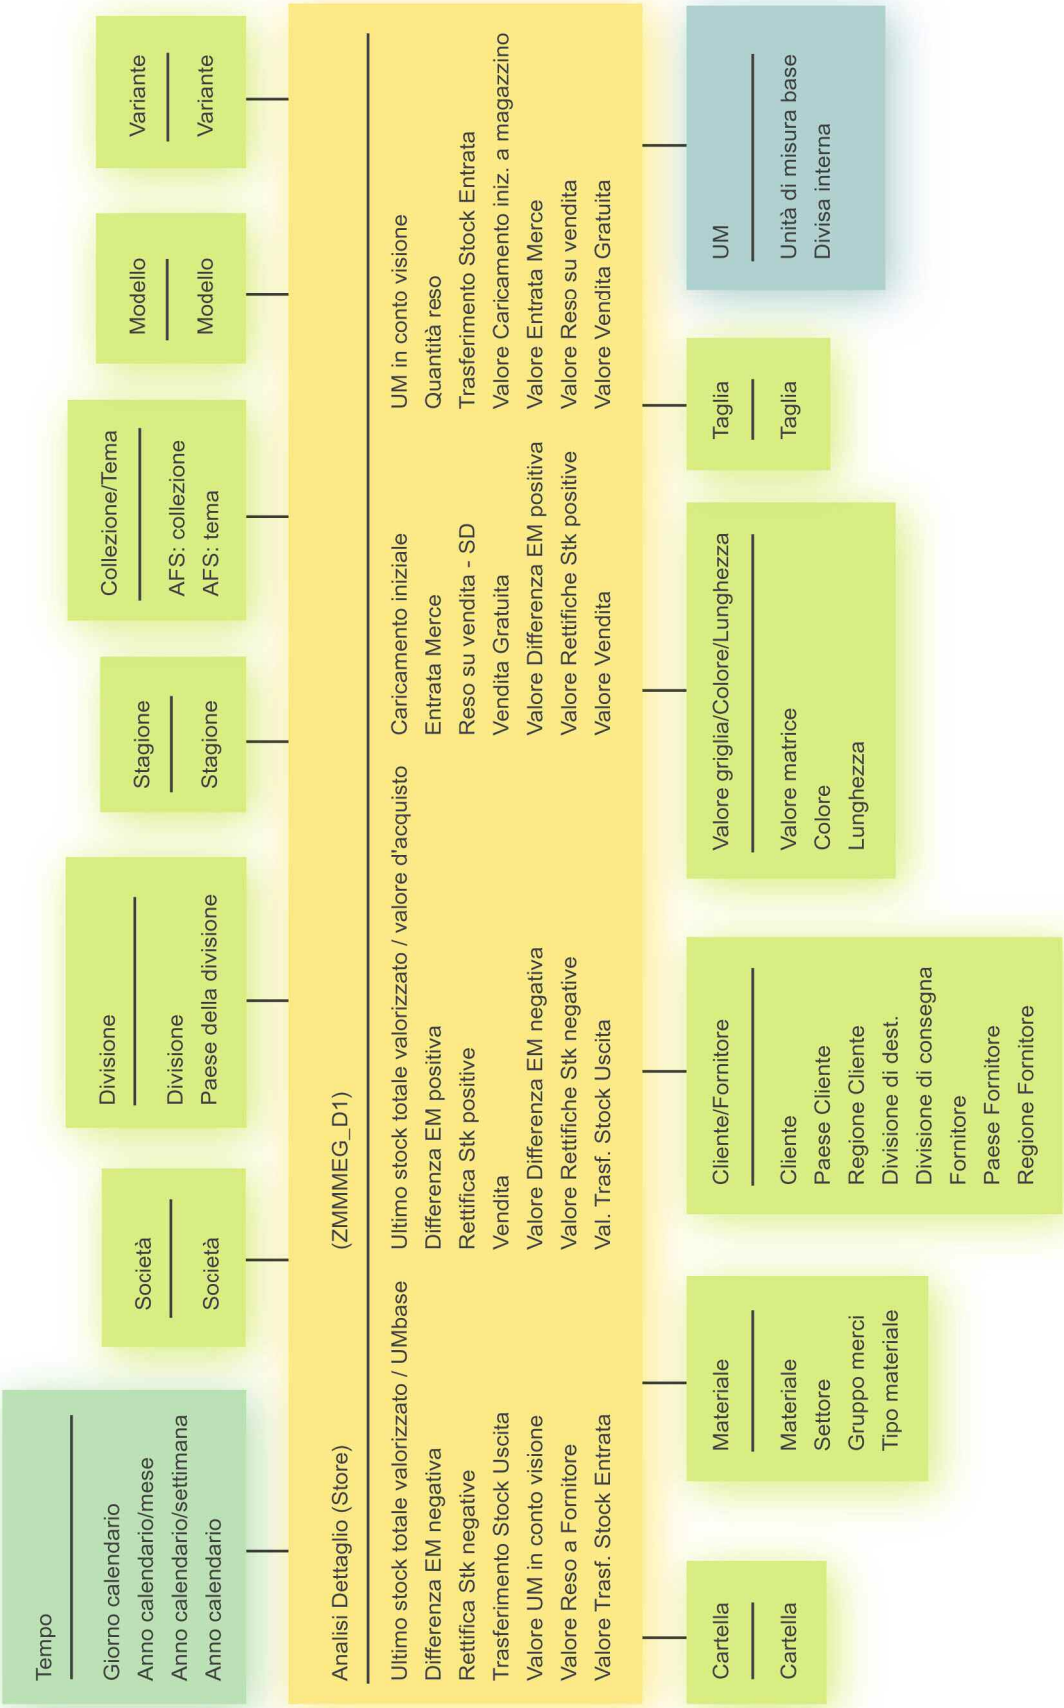 Tempo
Giorno calendario
Anno calendario/mese
Anno calendario/settimana
Anno calendario
Società
Società
Divisione
Divisione
Paese della divisione
Stagione
Stagione
Collezione/Tema
AFS: collezione
AFS: tema
Modello
Modello
Variante
Variante
Analisi Dettaglio (Store) (ZMMMEG_D1)
Ultimo stock totale valorizzato / UMbase Ultimo stock totale valorizzato / valore d'acquisto Caricamento iniziale UM in conto visione
Differenza EM negativa Differenza EM positiva Entrata Merce Quantità reso
Rettifica Stk negative Rettifica Stk positive Reso su vendita - SD Trasferimento Stock Entrata
Trasferimento Stock Uscita Vendita Vendita Gratuita Valore Caricamento iniz. a magazzino
Valore UM in conto visione Valore Differenza EM negativa Valore Differenza EM positiva Valore Entrata Merce
Valore Reso a Fornitore Valore Rettifiche Stk negative Valore Rettifiche Stk positive Valore Reso su vendita
Valore Trasf. Stock Entrata Val. Trasf. Stock Uscita Valore Vendita Valore Vendita Gratuita
Cartella
Cartella
Materiale
Materiale
Settore
Gruppo merci
Tipo materiale
Cliente/Fornitore
Cliente
Paese Cliente
Regione Cliente
Divisione di dest.
Divisione di consegna
Fornitore
Paese Fornitore
Regione Fornitore
Valore griglia/Colore/Lunghezza
Valore matrice
Colore
Lunghezza
Taglia
Taglia
UM
Unità di misura base
Divisa interna